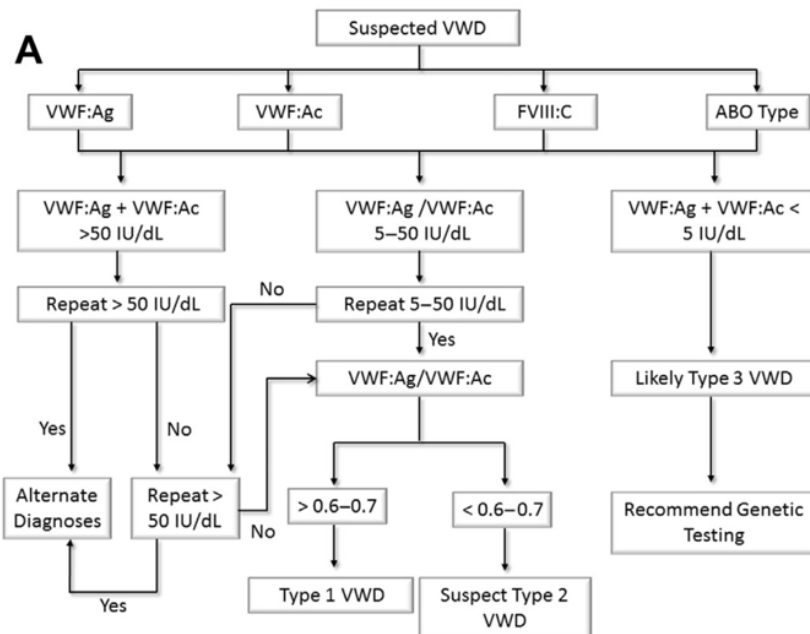 A
Suspected VWD
VWF:Ag
VWF:Ac
FVIII:C
ABO Type
VWF:Ag + VWF:Ac
>50 IU/dL
VWF:Ag /VWF:Ac
5–50 IU/dL
VWF:Ag + VWF:Ac <
5 IU/dL
Repeat > 50 IU/dL
No
Repeat 5–50 IU/dL
Yes
VWF:Ag/VWF:Ac
Likely Type 3 VWD
Yes
No
Alternate
Diagnoses
Repeat >
50 IU/dL
No
> 0.6–0.7
< 0.6–0.7
Recommend Genetic
Testing
Yes
Type 1 VWD
Suspect Type 2
VWD